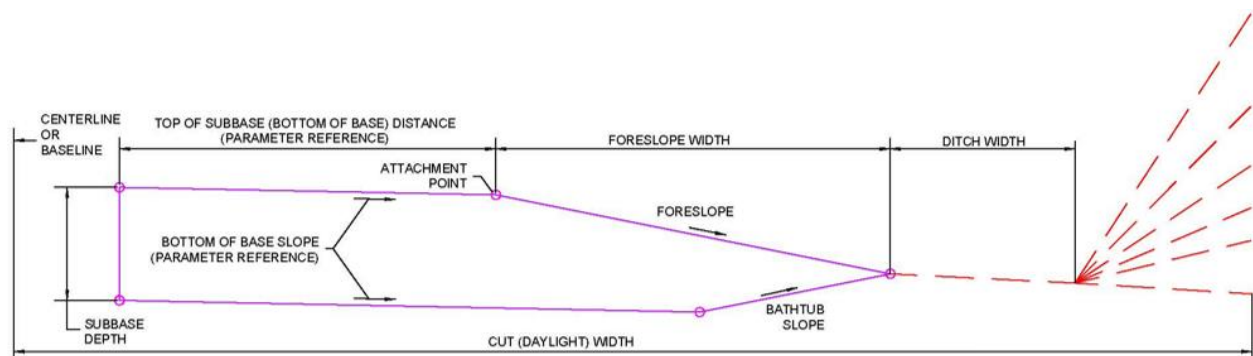 CENTERLINE
OR
BASELINE
TOP OF SUBBASE (BOTTOM OF BASE) DISTANCE
(PARAMETER REFERENCE)
FORESLOPE WIDTH
DITCH WIDTH
ATTACHMENT
POINT
FORESLOPE
BOTTOM OF BASE SLOPE
(PARAMETER REFERENCE)
SUBBASE
DEPTH
BATHTUB
SLOPE
CUT (DAYLIGHT) WIDTH